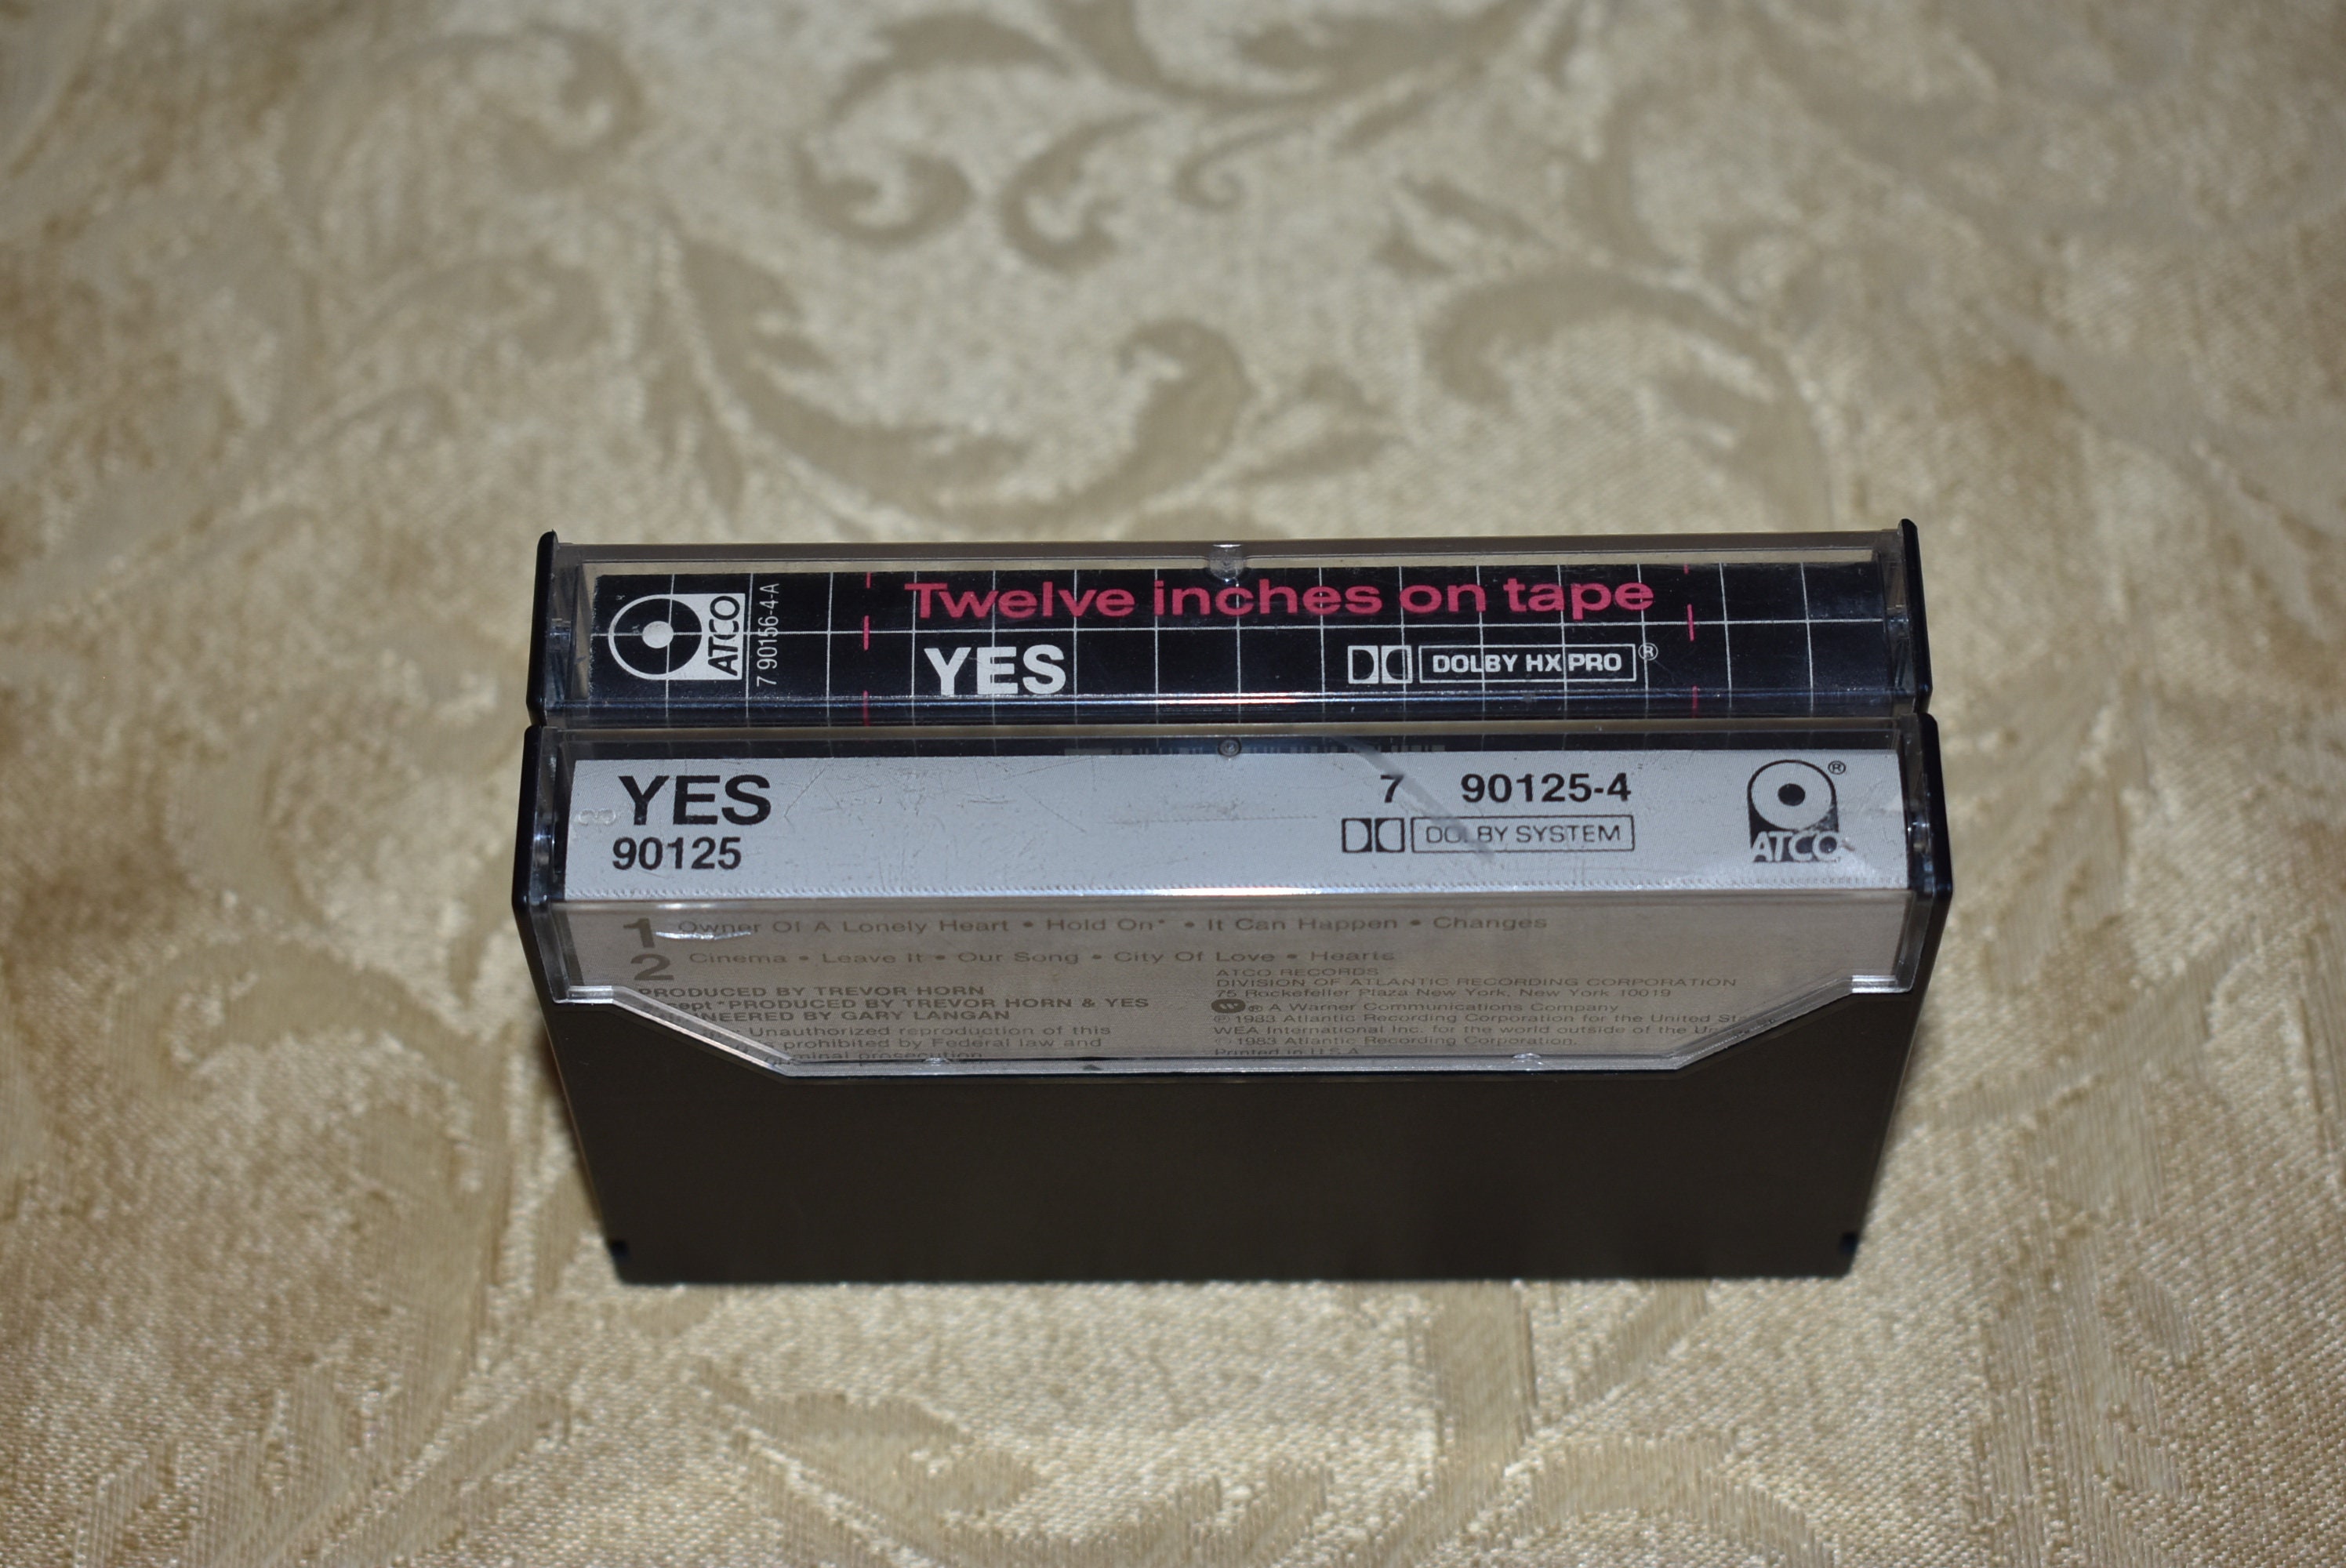 ATCO
7 90156-4-A
Twelve inches on tape
YES
DOLBY HX PRO ®
YES
90125
7 90125-4
DOLBY SYSTEM
ATCO ®
1 Owner Of A Lonely Heart • Hold On* • It Can Happen • Changes
2 Cinema • Leave It • Our Song • City Of Love • Hearts
PRODUCED BY TREVOR HORN
*PRODUCED BY TREVOR HORN & YES
BY GARY LANGAN
Unauthorized reproduction of this
prohibited by Federal law and
prosecution
ATCO RECORDS
DIVISION OF ATLANTIC RECORDING CORPORATION
75 Rockefeller Plaza New York, New York 10019
® A Warner Communications Company
℗ 1983 Atlantic Recording Corporation for the United
WEA International Inc. for the world outside of the
© 1983 Atlantic Recording Corporation.
Printed in U.S.A.